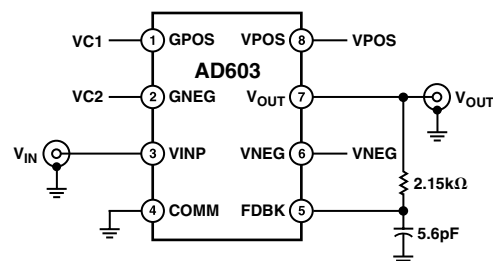 VC1 1 GPOS VPOS 8 VPOS
AD603
VC2 2 GNEG VOUT 7 VOUT
VIN 3 VINP VNEG 6 VNEG
2.15kΩ
4 COMM FDBK 5
5.6pF